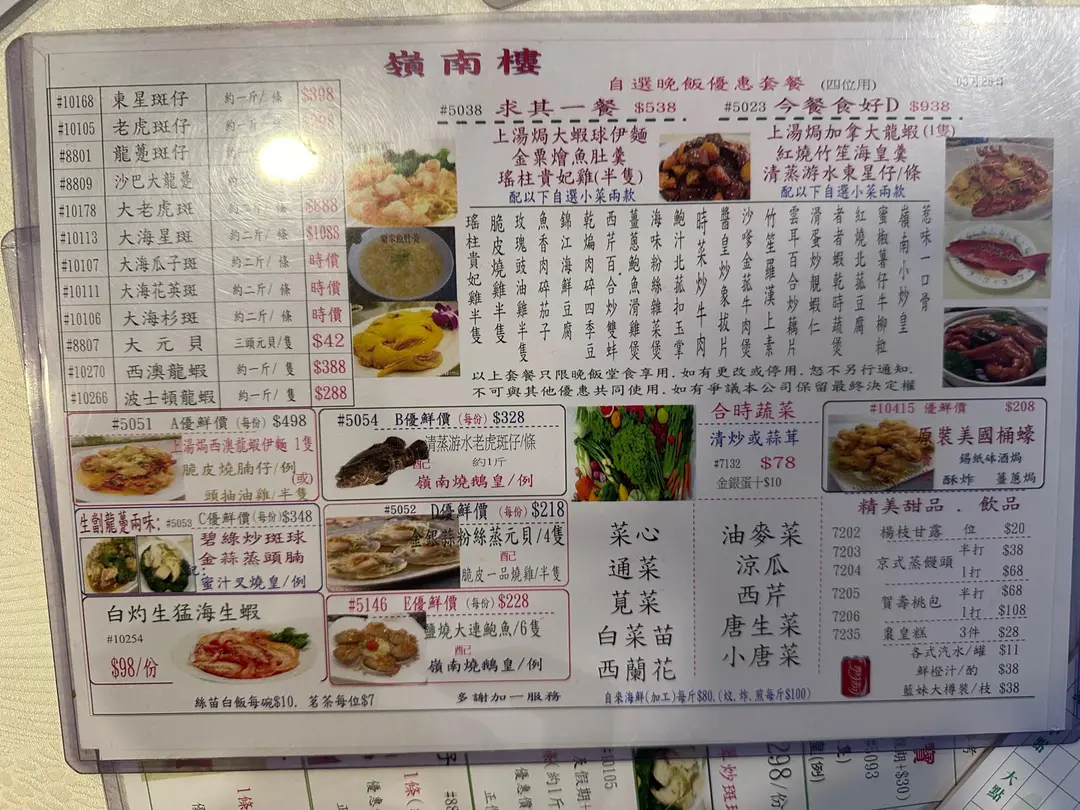 嶺南樓
#10168 東星斑仔 約一斤/條 $398
#10105 老虎斑仔 約一斤/條
#8801 龍躉斑仔
#8809 沙巴大龍躉
#10178 大老虎斑 約二斤/條 $688
#10113 大海星斑 約二斤/條 $1088
#10107 大海瓜子斑 約二斤/條 時價
#10111 大海花英斑 約二斤/條 時價
#10106 大海杉斑 約二斤/條 時價
#8807 大元貝 三頭元貝/隻 $42
#10270 西澳龍蝦 約一斤/隻 $388
#10266 波士頓龍蝦 約一斤/隻 $288
自選晚飯優惠套餐 (四位用)
03月20日
#5038 求其一餐 $538
上湯焗大蝦球伊麵
金粟燴魚肚羹
瑤柱貴妃雞(半隻)
配以下自選小菜兩款
#5023 今餐食好D $938
上湯焗加拿大龍蝦(1隻)
紅燒竹笙海皇羹
清蒸游水東星仔/條
配以下自選小菜兩款
惹味一口骨
嶺南小炒皇
蜜椒薯仔牛柳粒
紅燒北菰豆腐
者者蝦乾時蔬煲
滑蛋炒靚蝦仁
雲耳百合炒藕片
竹笙羅漢上素
沙嗲金菰牛肉煲
醬皇炒象拔片
時菜炒牛肉
鮑汁北菰扣玉掌
海味粉絲雜菜煲
薑蔥鮑魚滑雞煲
西芹百合炒雙蚌
乾煸肉碎四季豆
錦江海鮮豆腐
魚香肉碎茄子
玫瑰豉油雞半隻
脆皮燒雞半隻
瑤柱貴妃雞半隻
以上套餐只限晚飯堂食享用.如有更改或停用.恕不另行通知.
不可與其他優惠共同使用.如有爭議本公司保留最終決定權
#5051 A優鮮價(每份) $498
上湯焗西澳龍蝦伊麵 1隻
脆皮燒腩仔/例
(或)
頭抽油雞/半隻
#5054 B優鮮價(每份) $328
清蒸游水老虎斑仔/條
配 約1斤
嶺南燒鵝皇/例
生劏龍躉兩味: #5053 C優鮮價(每份)$348
碧綠炒斑球
金蒜蒸頭腩
配:
蜜汁叉燒皇/例
#5052 D優鮮價(每份) $218
金銀蒜粉絲蒸元貝/4隻
配
脆皮一品燒雞/半隻
白灼生猛海生蝦
#10254
$98/份
#5146 E優鮮價(每份)$228
鹽燒大連鮑魚/6隻
配
嶺南燒鵝皇/例
合時蔬菜
清炒或蒜茸
#7132 $78
金銀蛋+$10
菜心
通菜
莧菜
白菜苗
西蘭花
油麥菜
涼瓜
西芹
唐生菜
小唐菜
#10415 優鮮價 $208
原裝美國桶蠔
錫紙砵酒焗
酥炸 薑蔥焗
精美甜品．飲品
7202 楊枝甘露 位 $20
7203 京式蒸饅頭 半打 $38
7204 1打 $68
7205 賀壽桃包 半打 $68
7206 1打 $108
7235 棗皇糕 3件 $28
各式汽水/罐 $11
鮮橙汁/酌 $38
藍妹大樽裝/枝 $38
絲苗白飯每碗$10. 茗茶每位$7
多謝加一服務
自來海鮮(加工)每斤$80.(焗.炸.煎每斤$100)